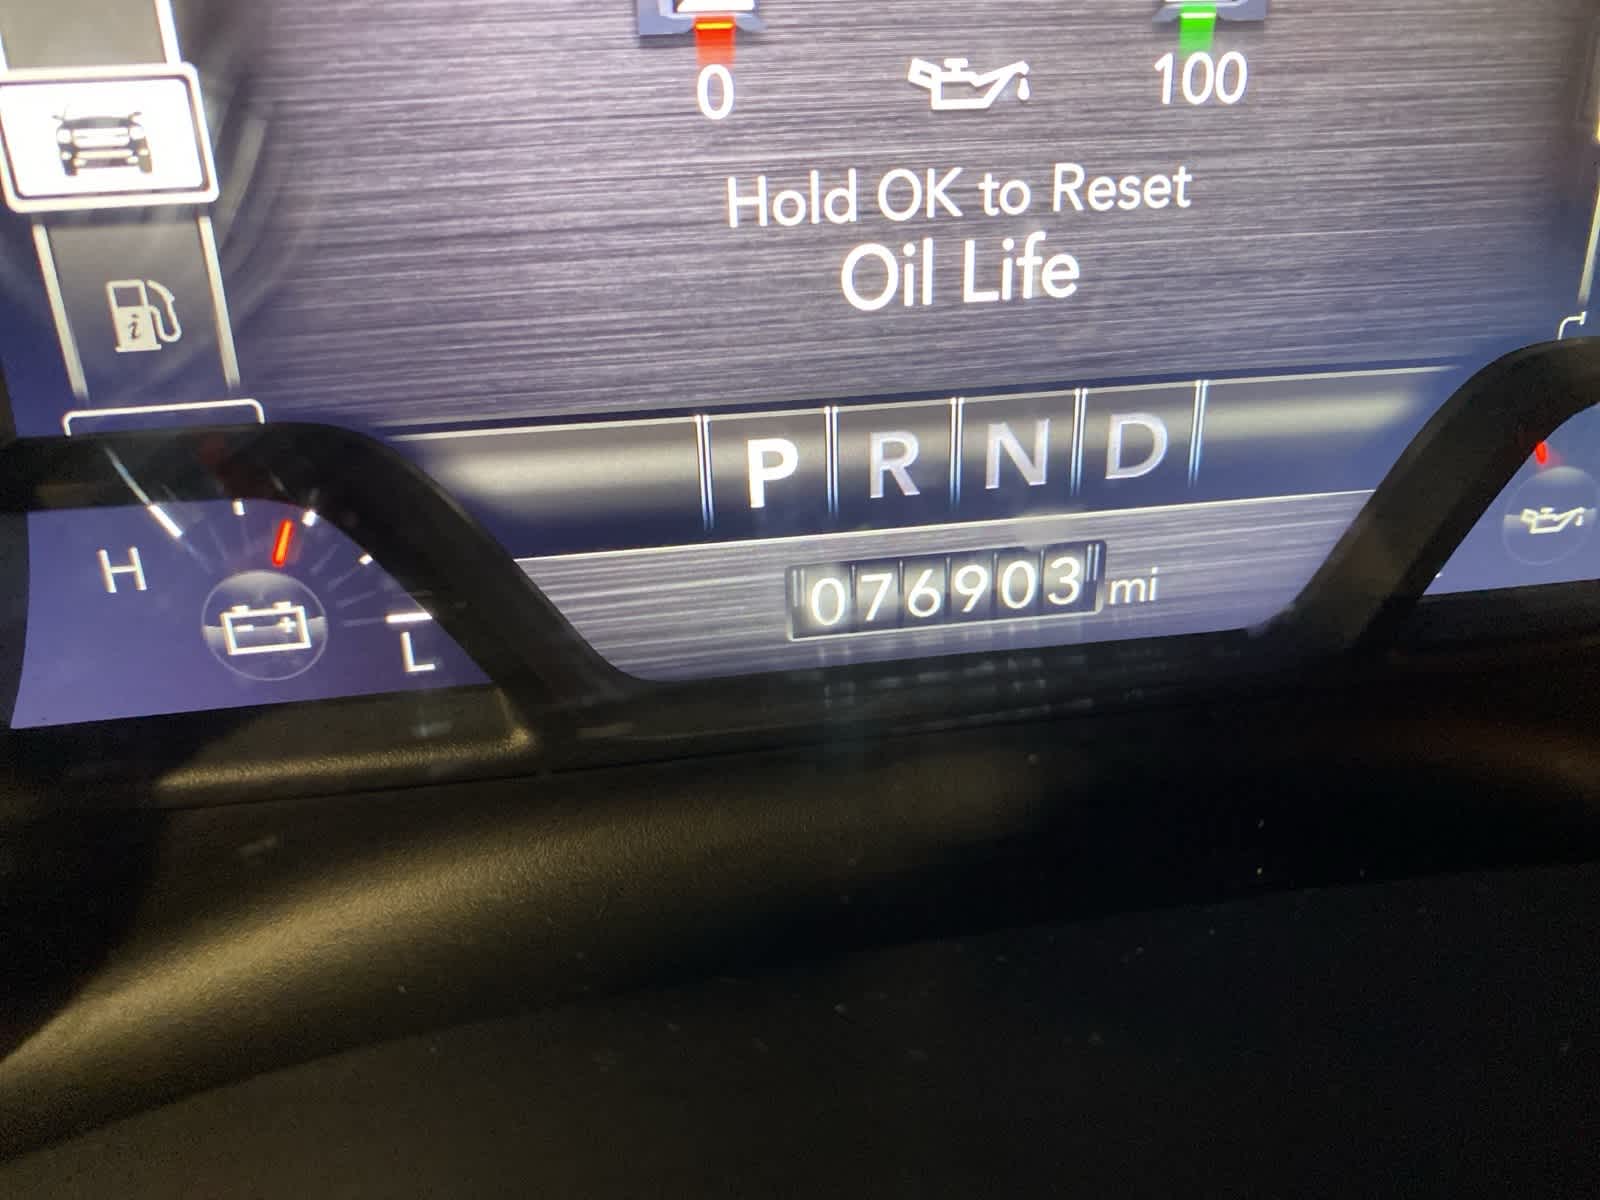 0 100
Hold OK to Reset
Oil Life
P R N D
H
L
076903 mi